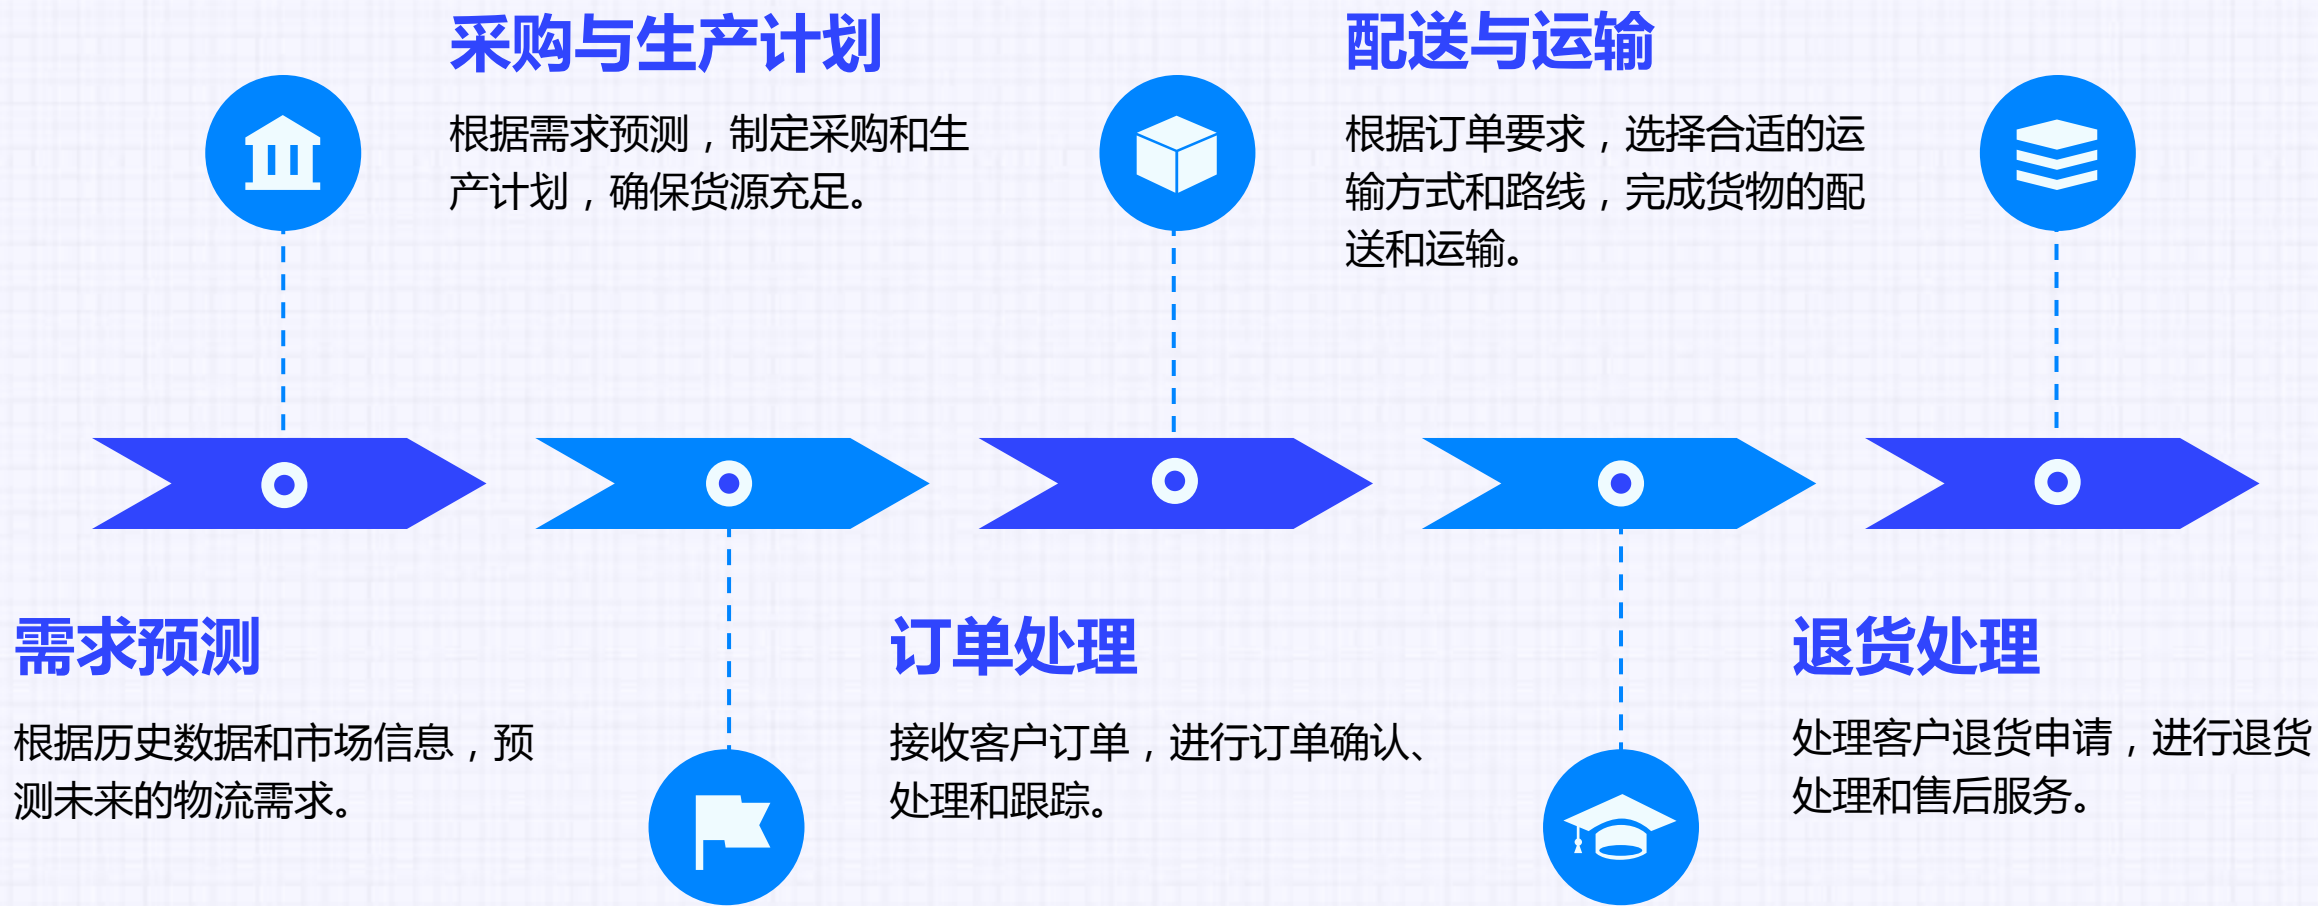 需求预测
根据历史数据和市场信息，预
测未来的物流需求。
采购与生产计划
根据需求预测，制定采购和生
产计划，确保货源充足。
订单处理
接收客户订单，进行订单确认、
处理和跟踪。
配送与运输
根据订单要求，选择合适的运
输方式和路线，完成货物的配
送和运输。
退货处理
处理客户退货申请，进行退货
处理和售后服务。